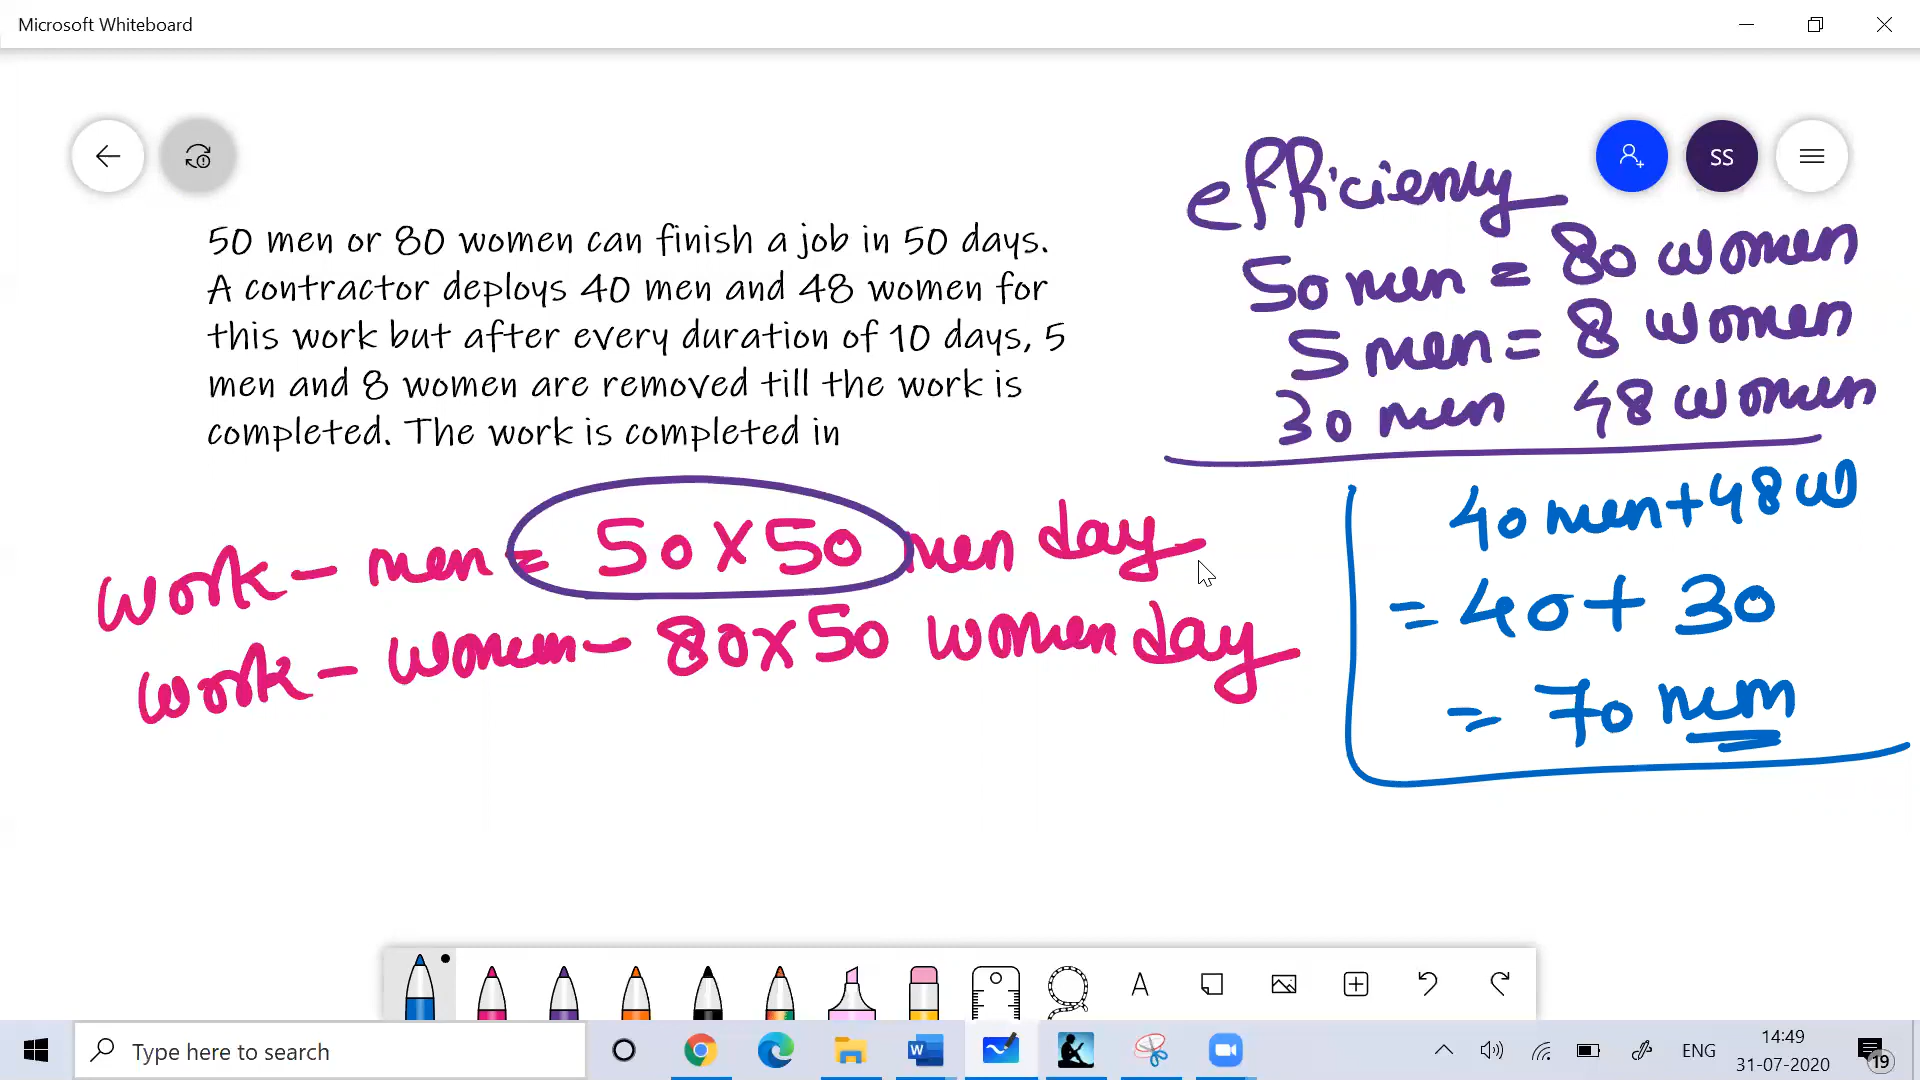 Microsoft Whiteboard
SS
50 men or 80 women can finish a job in 50 days.
A contractor deploys 40 men and 48 women for
this work but after every duration of 10 days, 5
men and 8 women are removed till the work is
completed. The work is completed in
efficiency
50 men = 80 women
5 men = 8 women
30 men 48 women
work - men = 50 x 50 men day
work - women - 80 x 50 women day
40 men + 48 w
= 40 + 30
= 70 men
A
Type here to search
W
ENG
14:49
31-07-2020
19